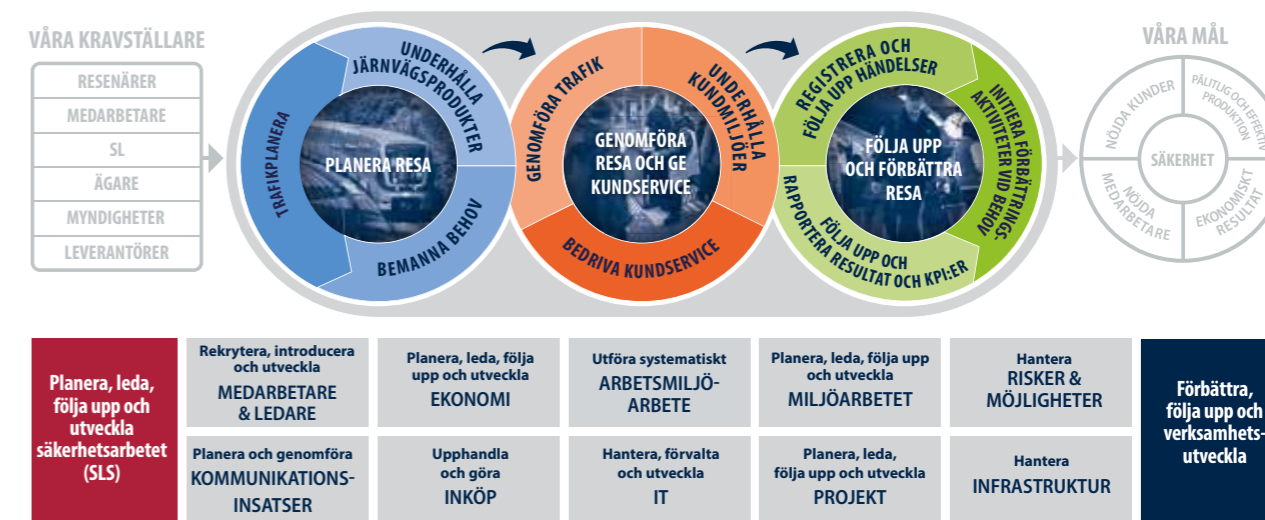 VÅRA KRAVSTÄLLARE
RESENÄRER
MEDARBETARE
SL
ÄGARE
MYNDIGHETER
LEVERANTÖRER
TRAFIKPLANERA
UNDERHÅLLA
JÄRNVÄGSPRODUKTER
PLANERA RESA
BEMANNA BEHOV
GENOMFÖRA TRAFIK
UNDERHÅLLA
KUNDMILJÖER
GENOMFÖRA
RESA OCH GE
KUNDSERVICE
BEDRIVA KUNDSERVICE
REGISTRERA OCH
FÖLJA UPP HÄNDELSER
INITIERA FÖRBÄTTRINGS-
AKTIVITETER VID BEHOV
FÖLJA UPP
OCH FÖRBÄTTRA
RESA
FÖLJA UPP OCH
RAPPORTERA RESULTAT OCH KPI:ER
VÅRA MÅL
NÖJDA KUNDER
PÅLITLIG OCH EFFEKTIV
PRODUKTION
SÄKERHET
NÖJDA
MEDARBETARE
EKONOMISKT
RESULTAT
Planera, leda,
följa upp och
utveckla
säkerhetsarbetet
(SLS)
Rekrytera, introducera
och utveckla
MEDARBETARE
& LEDARE
Planera, leda, följa
upp och utveckla
EKONOMI
Utföra systematiskt
ARBETSMILJÖ-
ARBETE
Planera, leda, följa upp
och utveckla
MILJÖARBETET
Hantera
RISKER &
MÖJLIGHETER
Planera och genomföra
KOMMUNIKATIONS-
INSATSER
Upphandla
och göra
INKÖP
Hantera, förvalta
och utveckla
IT
Planera, leda,
följa upp och utveckla
PROJEKT
Hantera
INFRASTRUKTUR
Förbättra,
följa upp och
verksamhets-
utveckla